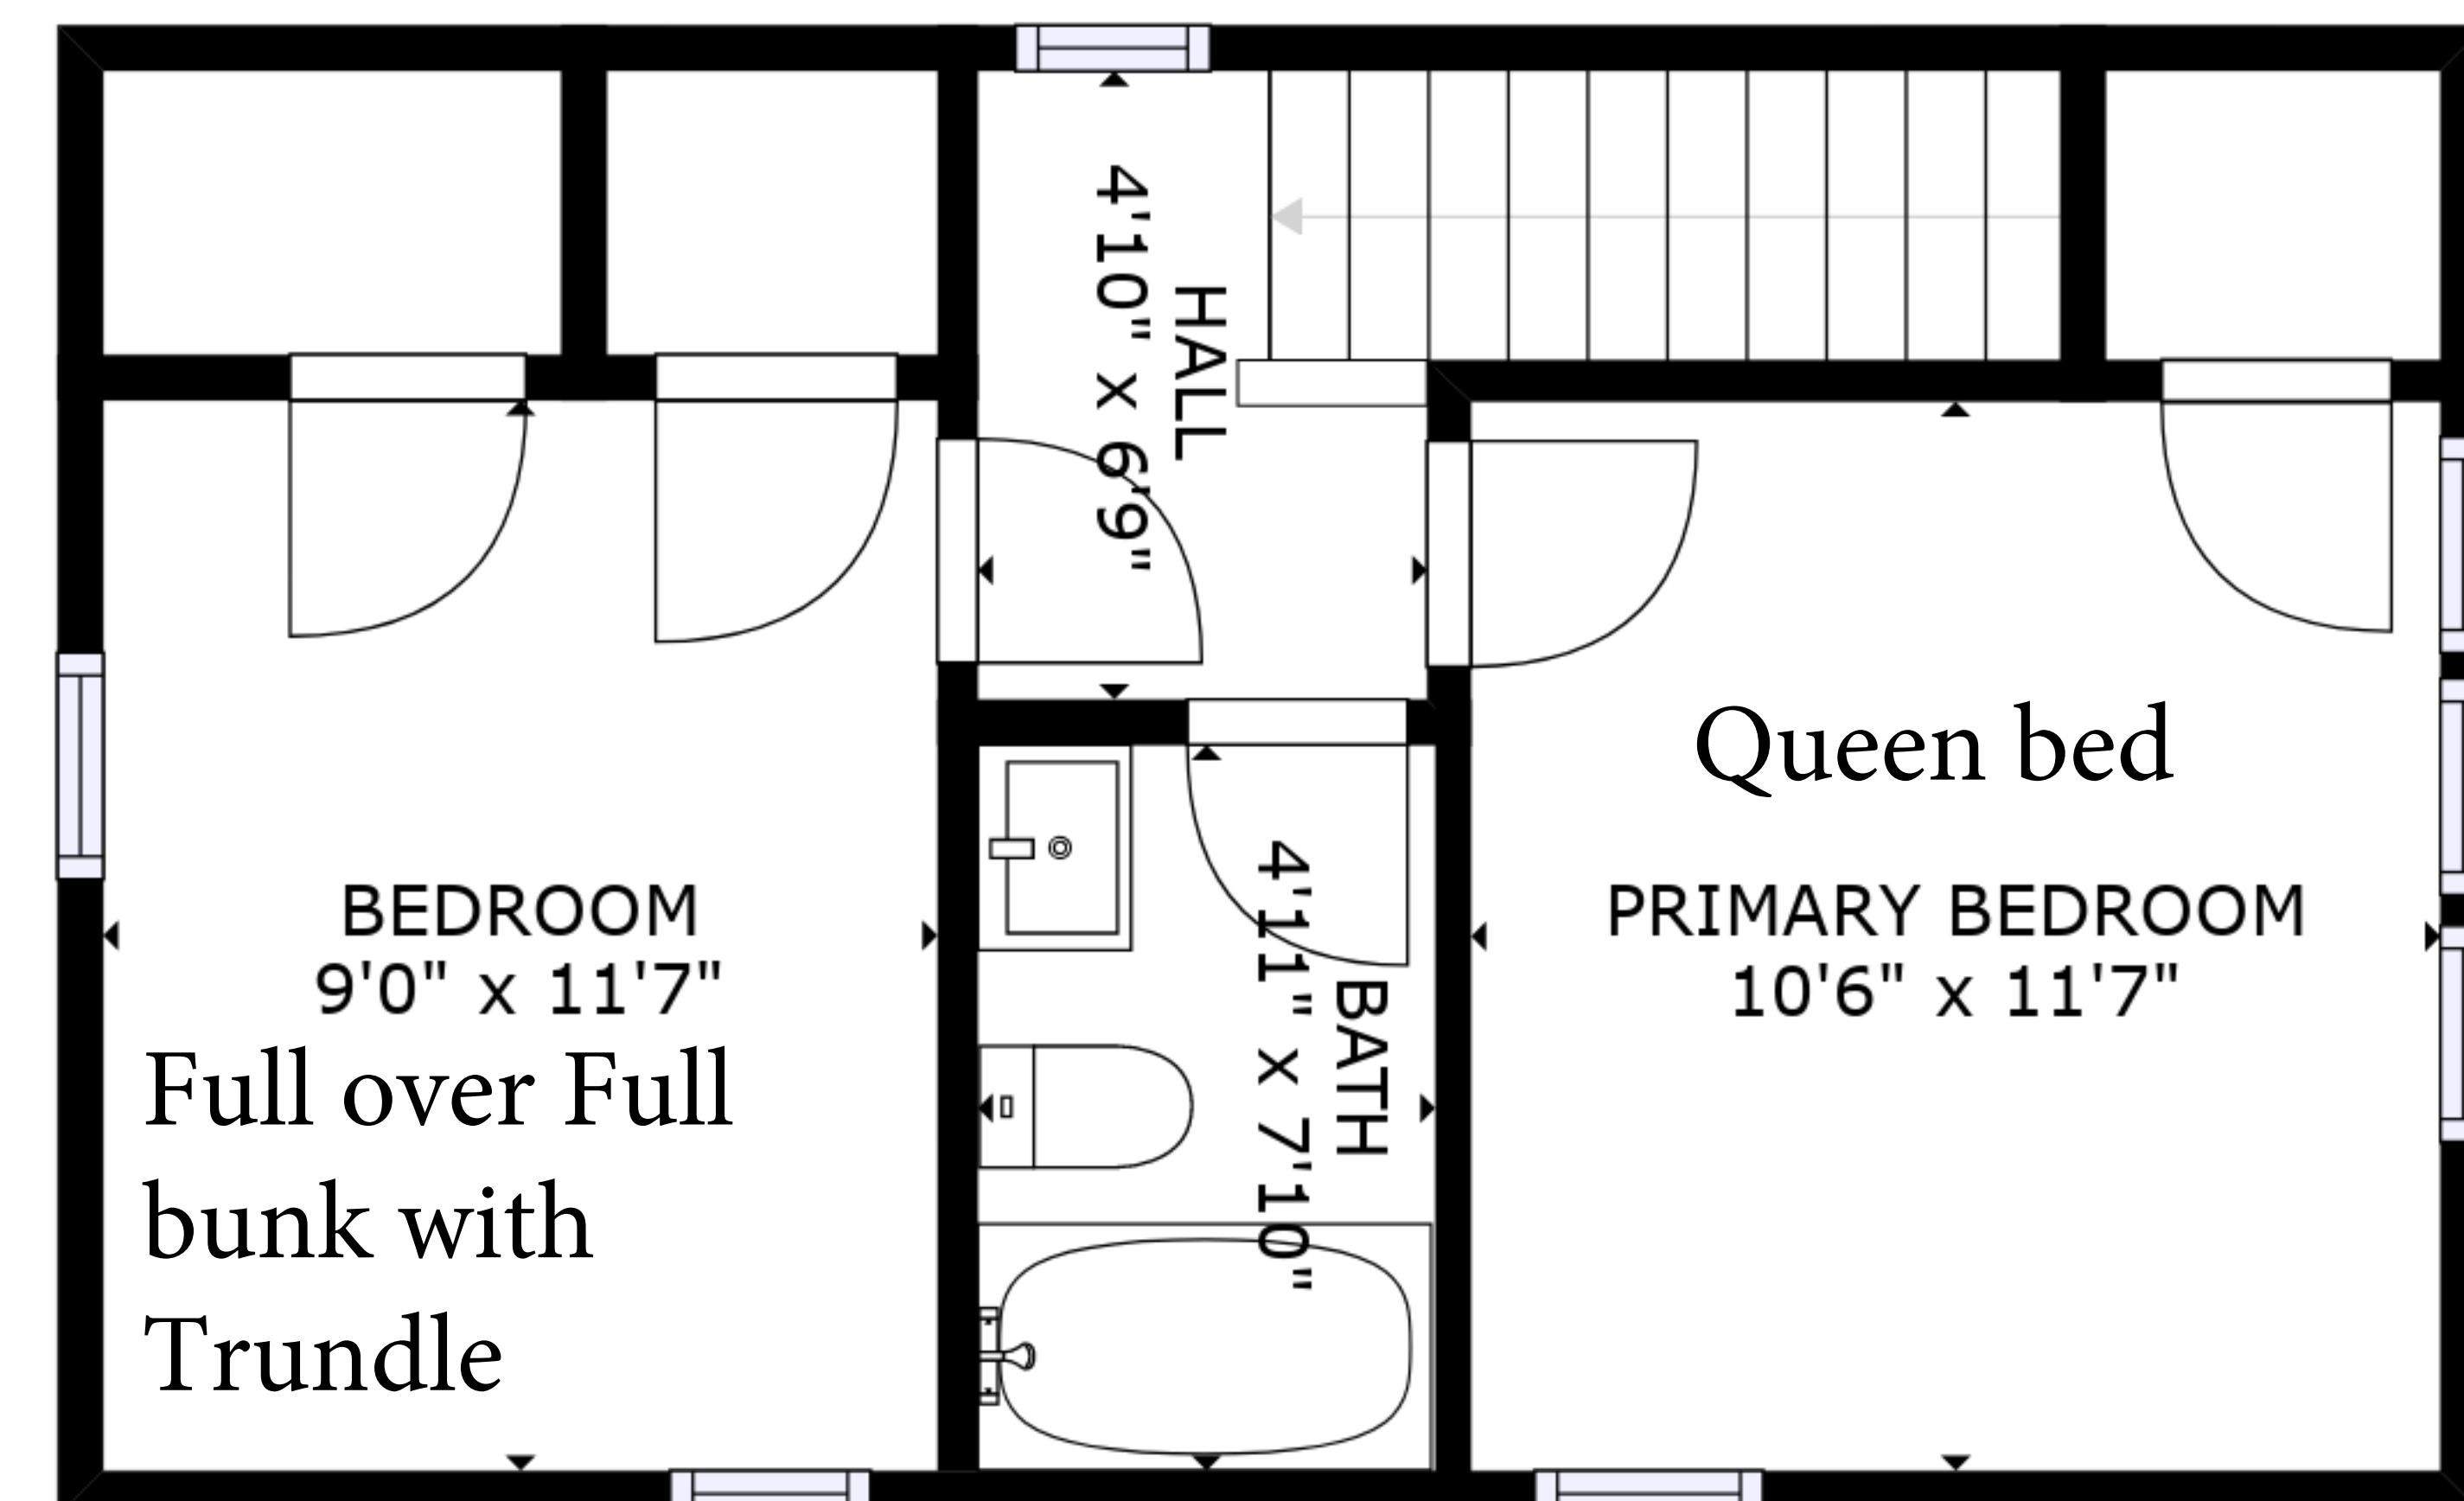 HALL
4'10" x 6'9"
Queen bed
BEDROOM
9'0" x 11'7"
Full over Full
bunk with
Trundle
BATH
4'11" x 7'10"
PRIMARY BEDROOM
10'6" x 11'7"